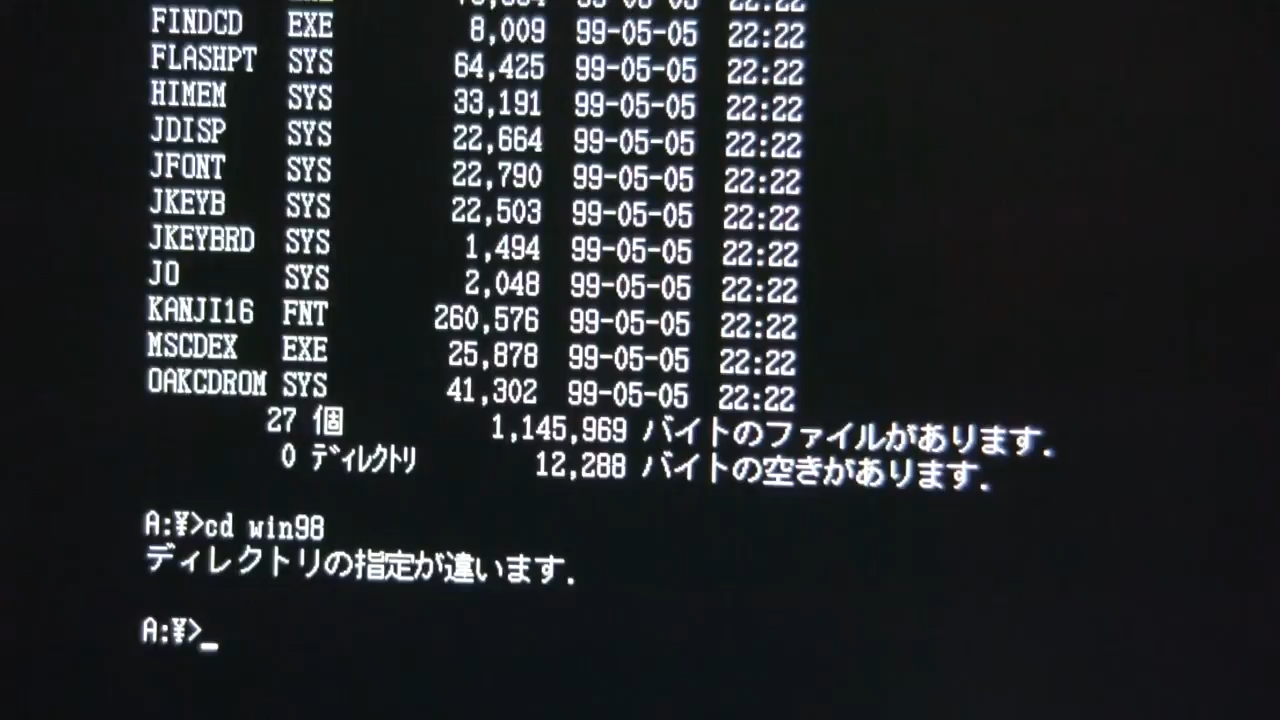 99-05-05 22:22
FINDCD EXE 8,009 99-05-05 22:22
FLASHPT SYS 64,425 99-05-05 22:22
HIMEM SYS 33,191 99-05-05 22:22
JDISP SYS 22,664 99-05-05 22:22
JFONT SYS 22,790 99-05-05 22:22
JKEYB SYS 22,503 99-05-05 22:22
JKEYBRD SYS 1,494 99-05-05 22:22
JO SYS 2,048 99-05-05 22:22
KANJI16 FNT 260,576 99-05-05 22:22
MSCDEX EXE 25,878 99-05-05 22:22
OAKCDROM SYS 41,302 99-05-05 22:22
27 個 1,145,969 バイトのファイルがあります.
0 ディレクトリ 12,288 バイトの空きがあります.
A:¥>cd win98
ディレクトリの指定が違います.
A:¥>_